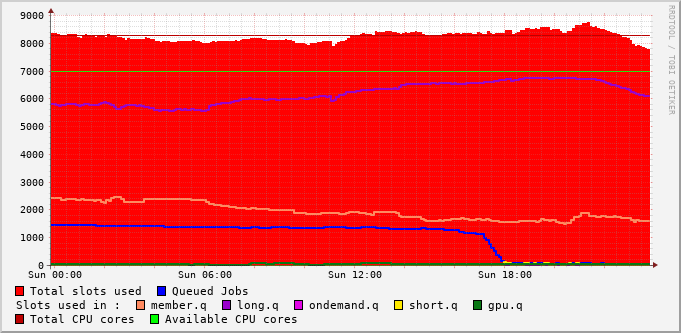 9000
8000
7000
6000
5000
4000
3000
2000
1000
0
Sun 00:00 Sun 06:00 Sun 12:00 Sun 18:00
RRDTOOL / TOBI OETIKER
Total slots used Queued Jobs
Slots used in : member.q long.q ondemand.q short.q gpu.q
Total CPU cores Available CPU cores